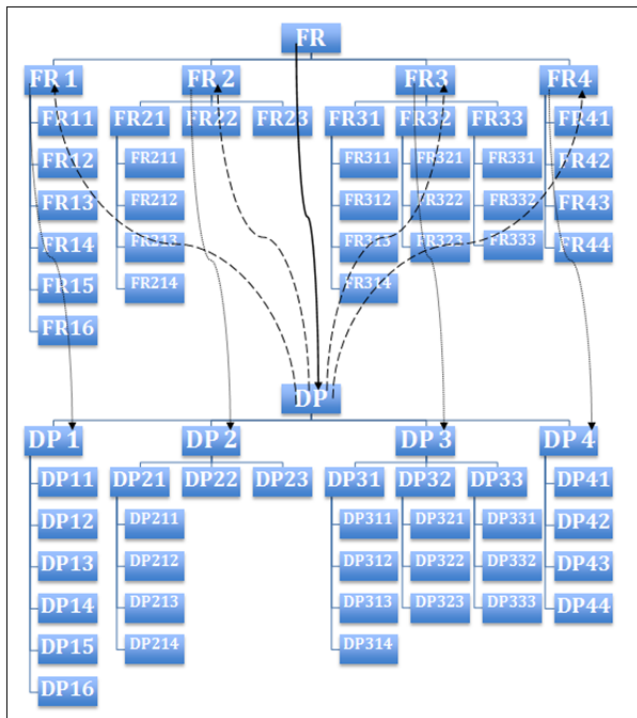 FR
FR 1 FR 2 FR3 FR4
FR11 FR21 FR22 FR23 FR31 FR32 FR33 FR41
FR12 FR211 FR311 FR321 FR331 FR42
FR13 FR212 FR312 FR322 FR332 FR43
FR14 FR213 FR313 FR323 FR333 FR44
FR15 FR214 FR314
FR16
DP
DP 1 DP 2 DP 3 DP 4
DP11 DP21 DP22 DP23 DP31 DP32 DP33 DP41
DP12 DP211 DP311 DP321 DP331 DP42
DP13 DP212 DP312 DP322 DP332 DP43
DP14 DP213 DP313 DP323 DP333 DP44
DP15 DP214 DP314
DP16